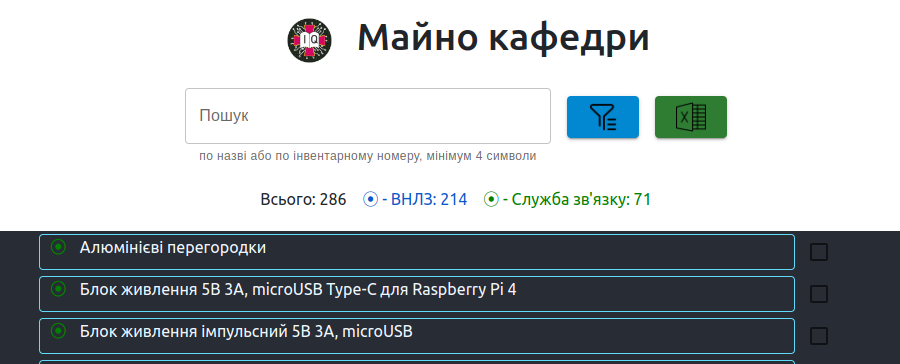 I Q
Майно кафедри
Пошук
X
по назві або по інвентарному номеру, мінімум 4 символи
Всього: 286 - ВНЛЗ: 214 - Служба зв'язку: 71
Алюмінієві перегородки
Блок живлення 5В 3А, microUSB Type-C для Raspberry Pi 4
Блок живлення імпульсний 5В 3А, microUSB